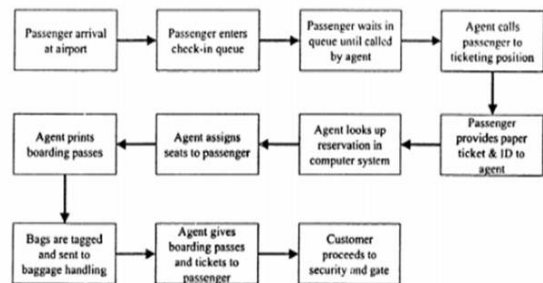 Passenger arrival
at airport
Passenger enters
check-in queue
Passenger waits in
queue until called
by agent
Agent calls
passenger to
ticketing position
Passenger
provides paper
ticket & ID to
agent
Agent looks up
reservation in
computer system
Agent assigns
seats to passenger
Agent prints
boarding passes
Bags are tagged
and sent to
baggage handling
Agent gives
boarding passes
and tickets to
passenger
Customer
proceeds to
security and gate